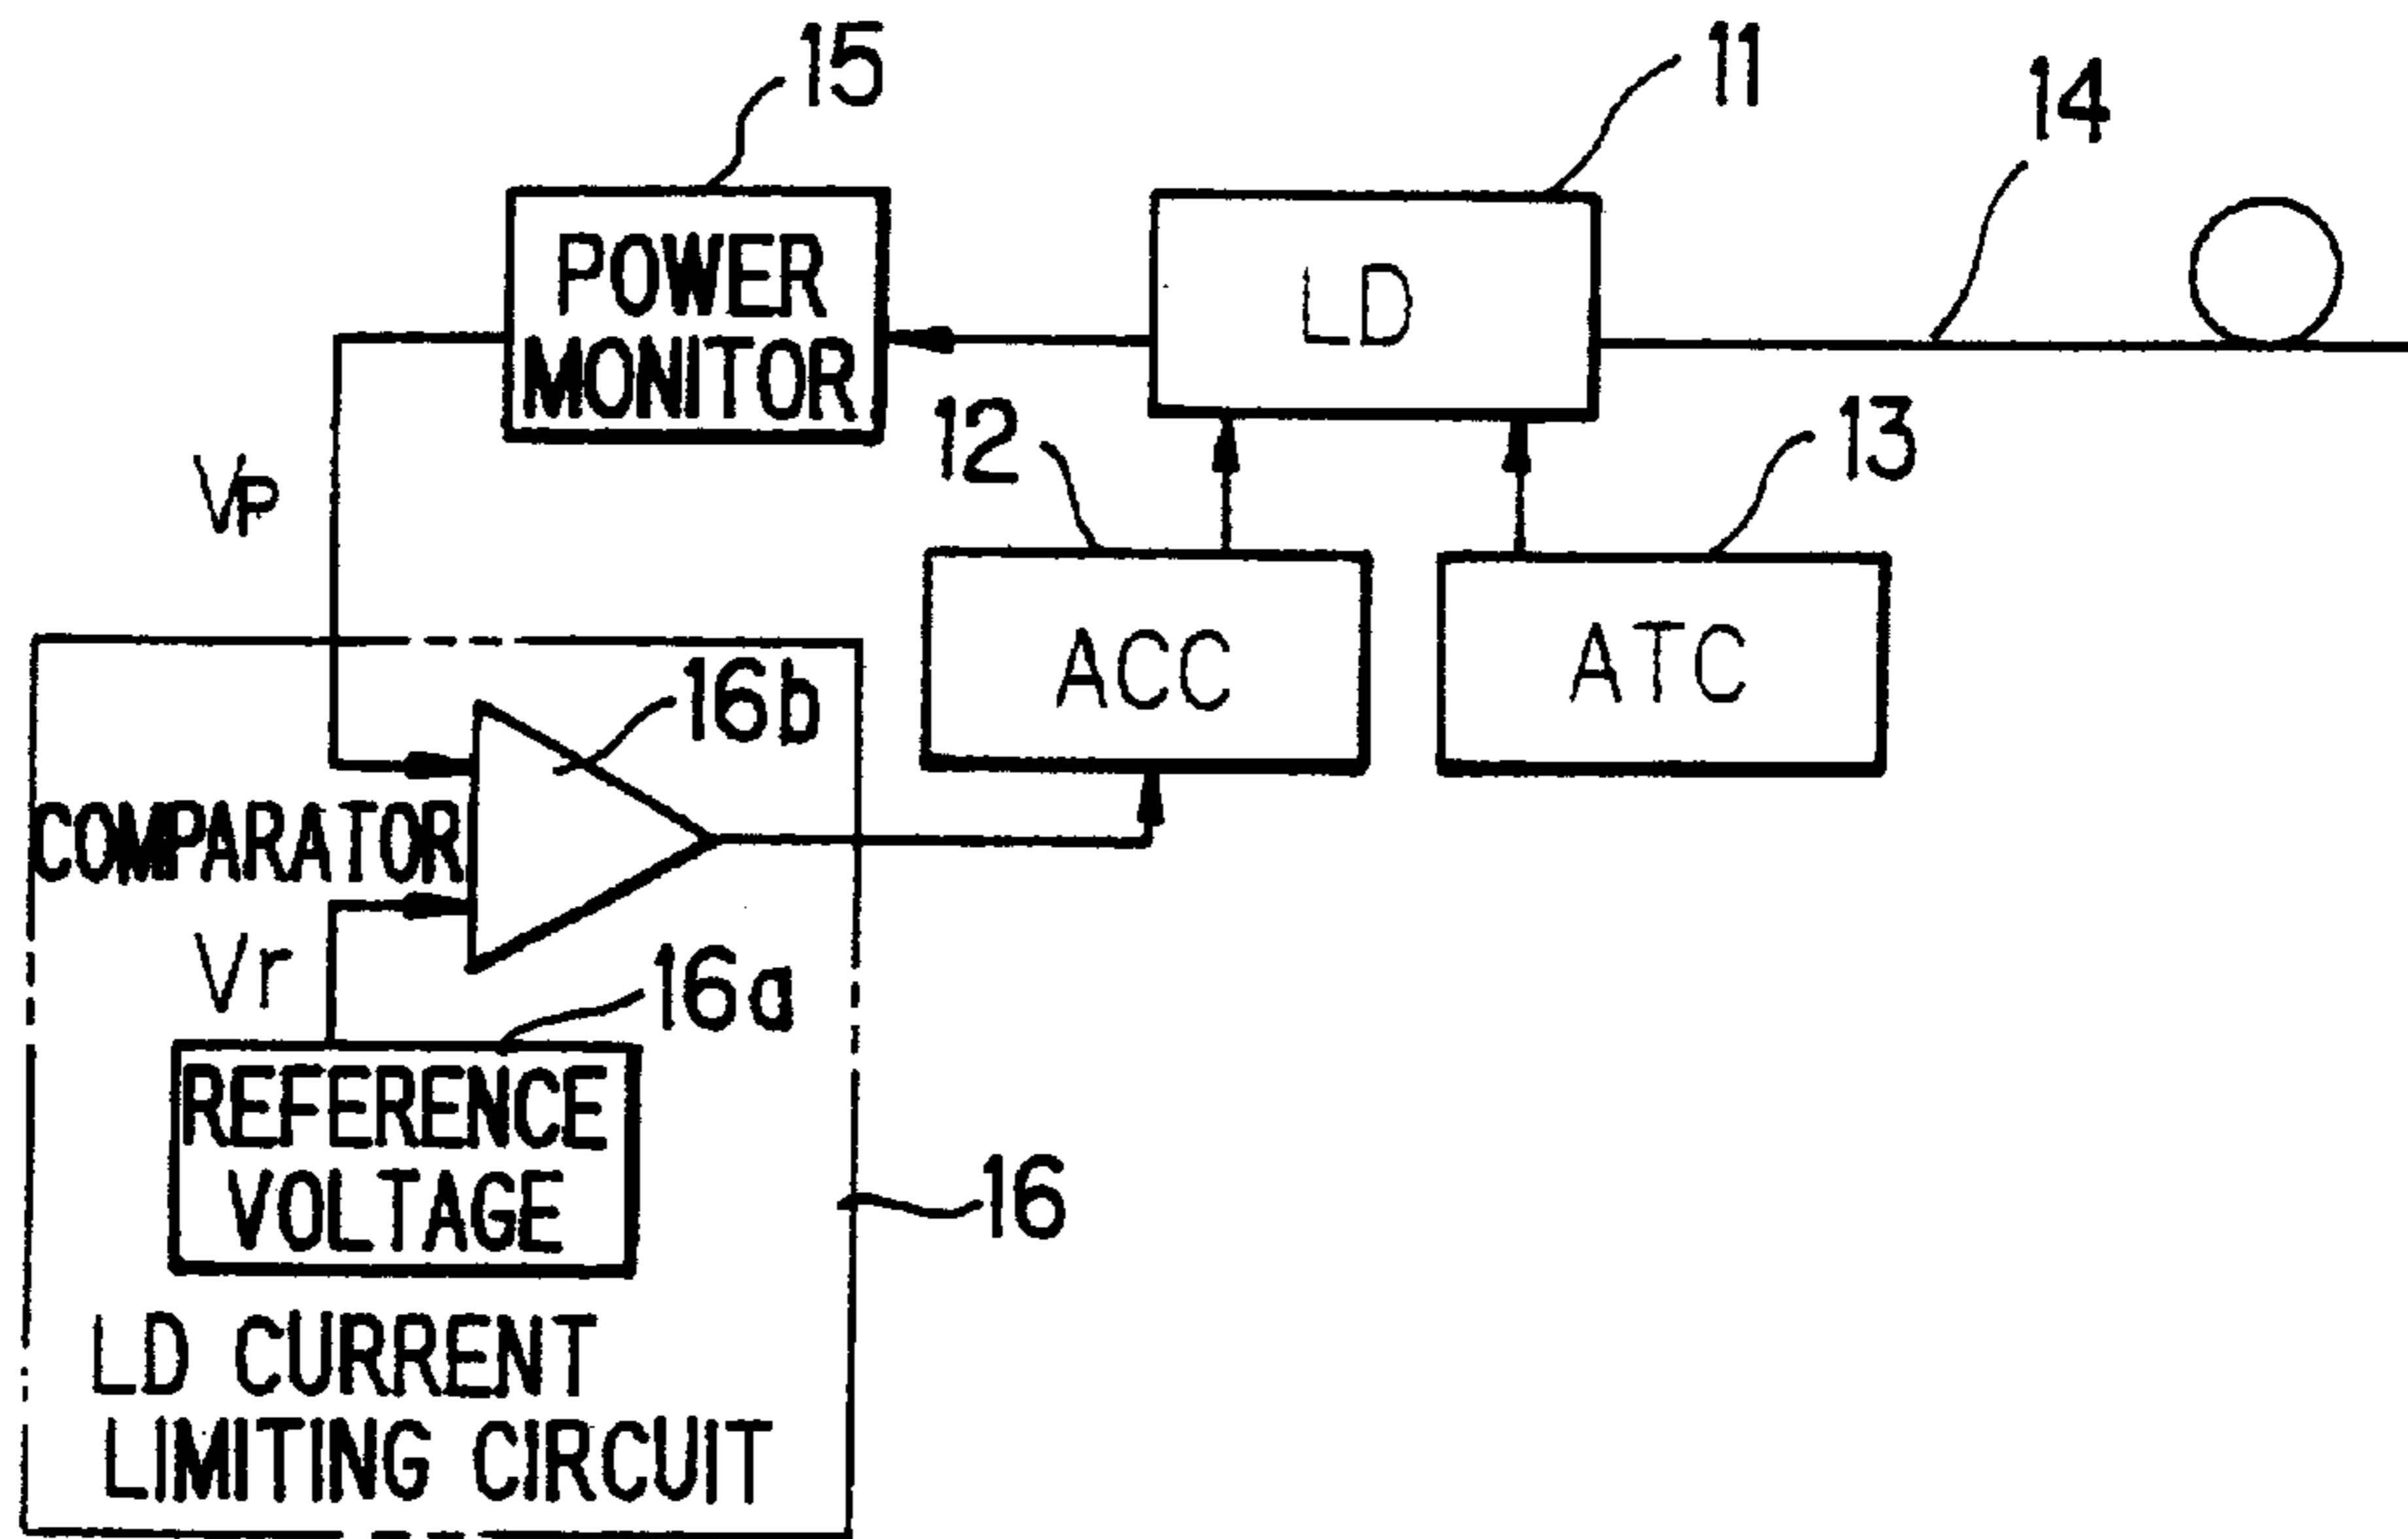 15
11
14
POWER
MONITOR
LD
12
13
VP
ACC
ATC
16b
COMPARATOR
Vr
16a
REFERENCE
VOLTAGE
16
LD CURRENT
LIMITING CIRCUIT